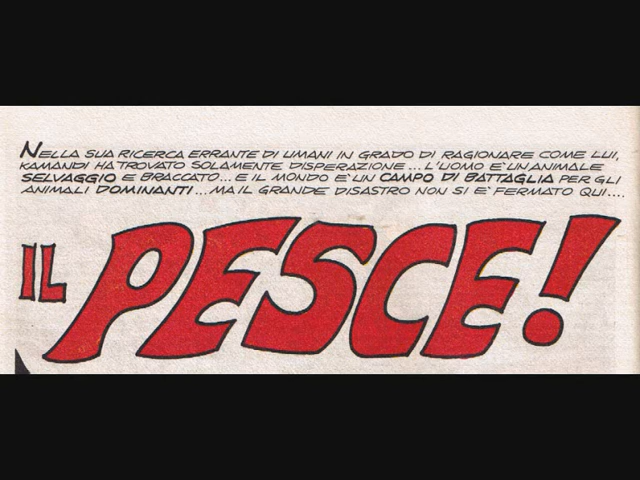 NELLA SUA RICERCA ERRANTE DI UMANI IN GRADO DI RAGIONARE COME LUI,
KAMANDI HA TROVATO SOLAMENTE DISPERAZIONE... L'UOMO E' UN ANIMALE
SELVAGGIO E BRACCATO... E IL MONDO E' UN CAMPO DI BATTAGLIA PER GLI
ANIMALI DOMINANTI... MA IL GRANDE DISASTRO NON SI E' FERMATO QUI....
IL PESCE!